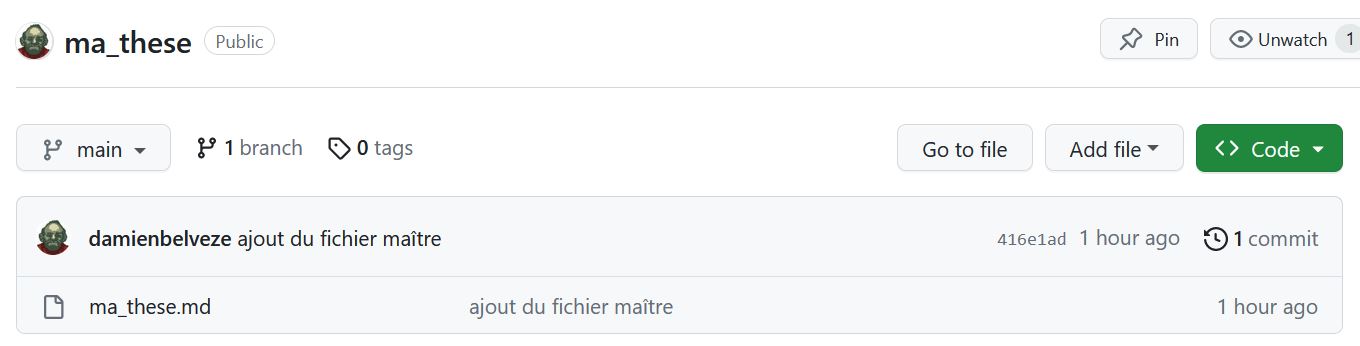 ma_these Public Pin Unwatch 1
main 1 branch 0 tags Go to file Add file Code
damienbelveze ajout du fichier maître 416e1ad 1 hour ago 1 commit
ma_these.md ajout du fichier maître 1 hour ago